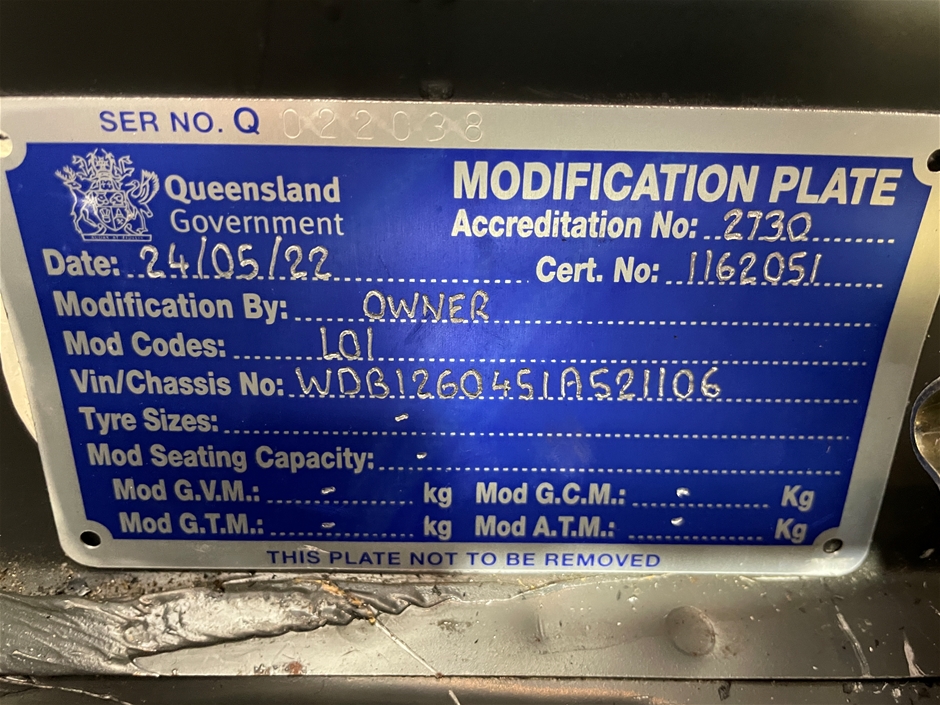 SER NO. Q 022038
Queensland
Government
MODIFICATION PLATE
Accreditation No: 2730
Date: 24/05/22
Cert. No: 1162051
Modification By: OWNER
Mod Codes: LO1
Vin/Chassis No: WDB1260451A521106
Tyre Sizes: -
Mod Seating Capacity: -
Mod G.V.M.: - kg Mod G.C.M.: - Kg
Mod G.T.M.: - kg Mod A.T.M.: - Kg
THIS PLATE NOT TO BE REMOVED